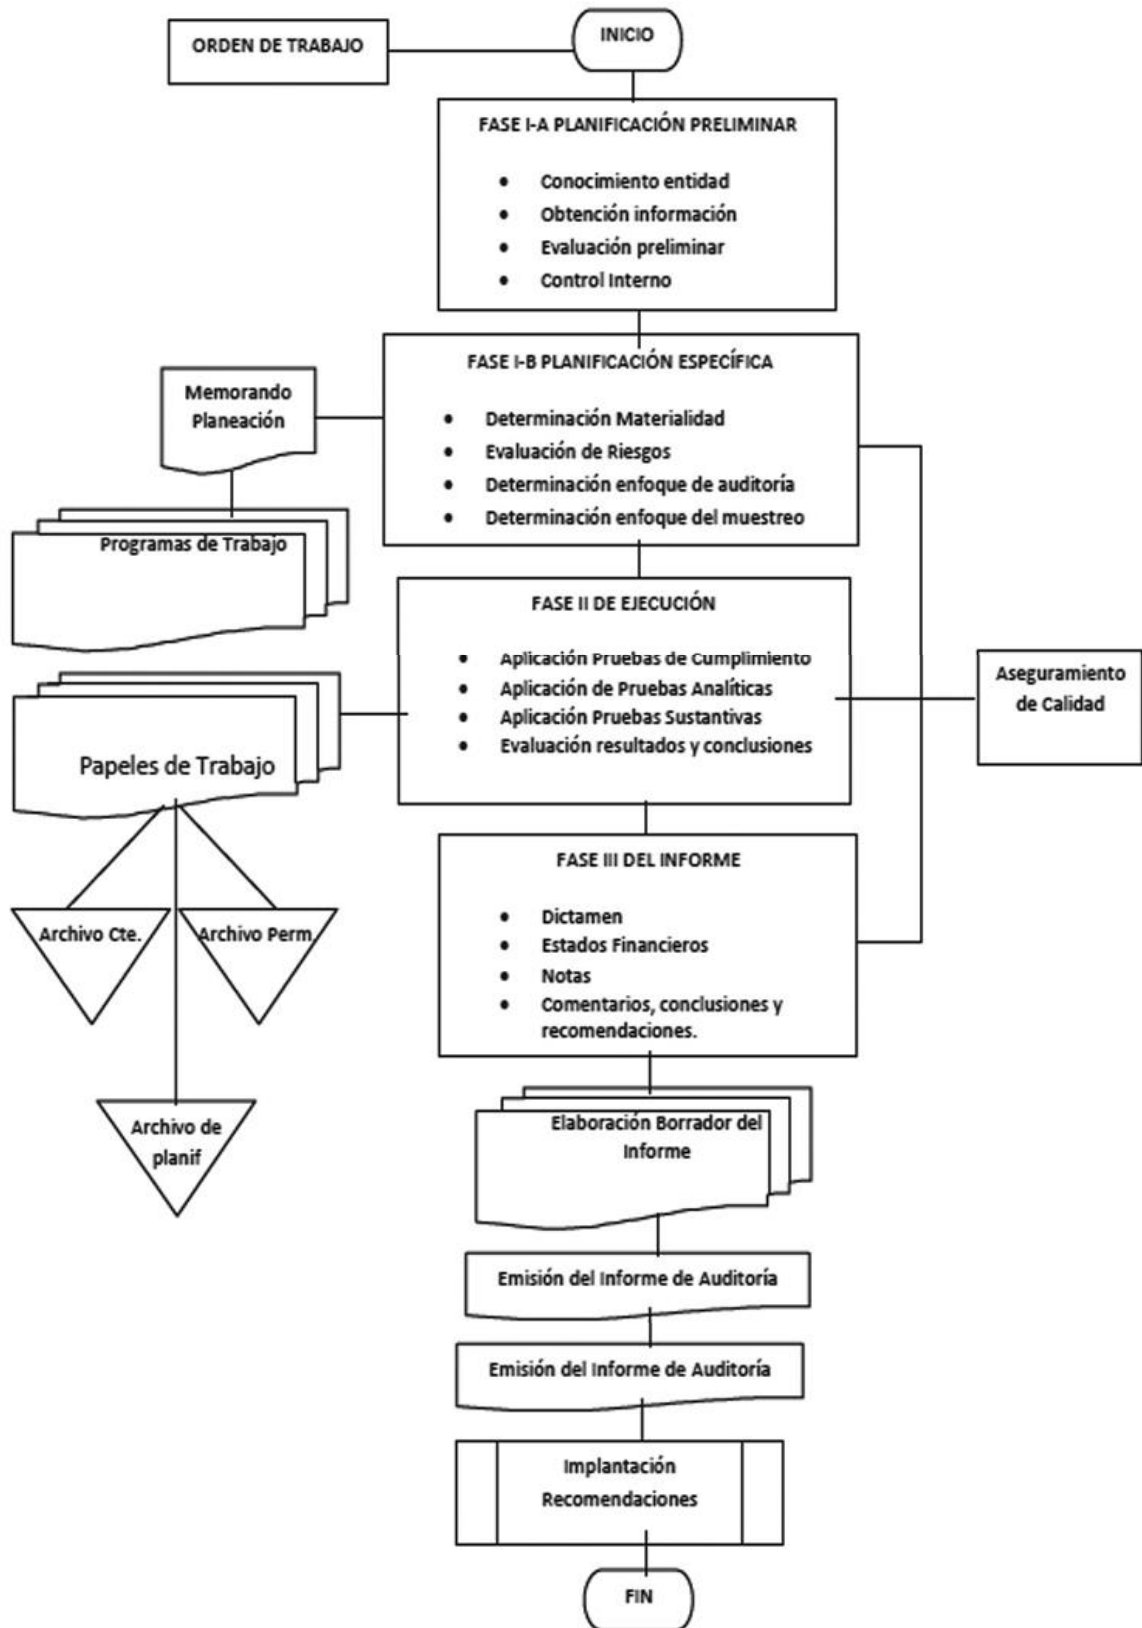 ORDEN DE TRABAJO
INICIO
FASE I-A PLANIFICACIÓN PRELIMINAR
• Conocimiento entidad
• Obtención información
• Evaluación preliminar
• Control Interno
FASE I-B PLANIFICACIÓN ESPECÍFICA
• Determinación Materialidad
• Evaluación de Riesgos
• Determinación enfoque de auditoría
• Determinación enfoque del muestreo
Memorando
Planeación
Programas de Trabajo
FASE II DE EJECUCIÓN
• Aplicación Pruebas de Cumplimiento
• Aplicación de Pruebas Analíticas
• Aplicación Pruebas Sustantivas
• Evaluación resultados y conclusiones
Aseguramiento
de Calidad
Papeles de Trabajo
Archivo Cte.
Archivo Perm.
Archivo de
planif
FASE III DEL INFORME
• Dictamen
• Estados Financieros
• Notas
• Comentarios, conclusiones y
recomendaciones.
Elaboración Borrador del
Informe
Emisión del Informe de Auditoría
Emisión del Informe de Auditoría
Implantación
Recomendaciones
FIN